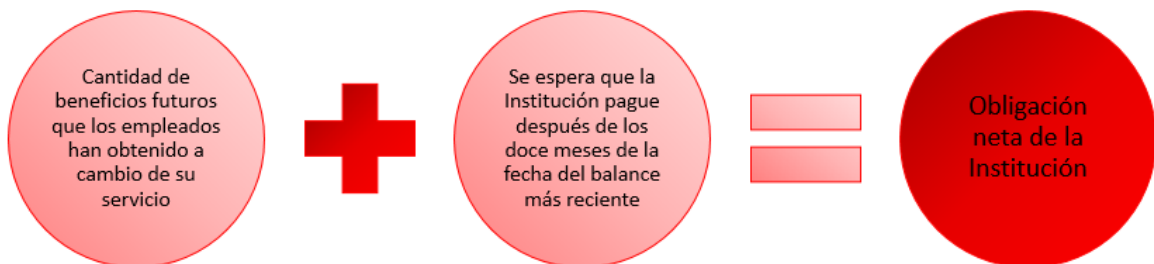 Cantidad de
beneficios futuros
que los empleados
han obtenido a
cambio de su
servicio
Se espera que la
Institución pague
después de los
doce meses de la
fecha del balance
más reciente
Obligación
neta de la
Institución